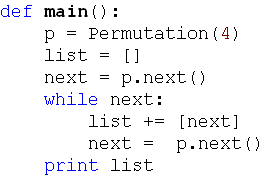 def main():
    p = Permutation(4)
    list = []
    next = p.next()
    while next:
        list += [next]
        next =  p.next()
    print list